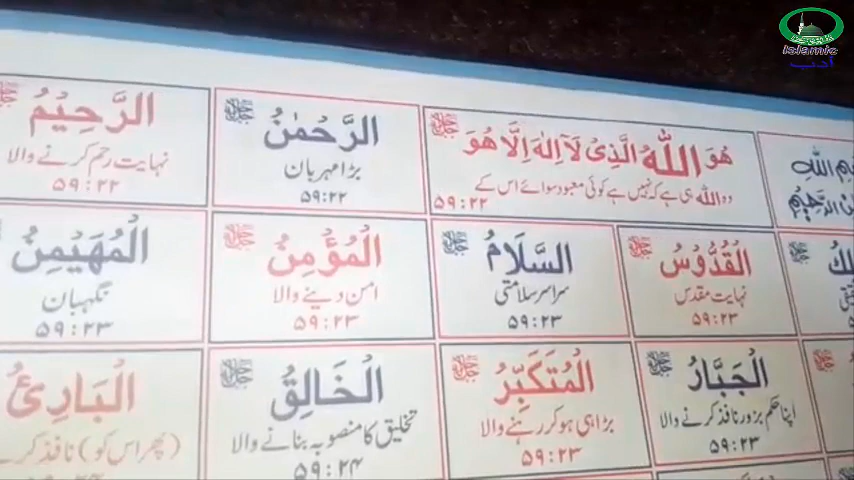 Islamic
ادب
هُوَ اللّٰهُ الَّذِیْ لَاۤ اِلٰهَ اِلَّا هُوَ
وہ اللہ ہی ہے کہ نہیں ہے کوئی معبود سوائے اس کے
۵۹:۲۲
الرَّحْمٰنُ
بڑا مہربان
۵۹:۲۲
الرَّحِیْمُ
نہایت رحم کرنے والا
۵۹:۲۲
الْقُدُّوْسُ
نہایت مقدس
۵۹:۲۳
السَّلَامُ
سراسر سلامتی
۵۹:۲۳
الْمُؤْمِنُ
امن دینے والا
۵۹:۲۳
الْمُهَیْمِنُ
نگہبان
۵۹:۲۳
الْجَبَّارُ
اپنا حکم بزور نافذ کرنے والا
۵۹:۲۳
الْمُتَكَبِّرُ
بڑا ہی ہو کر رہنے والا
۵۹:۲۳
الْخَالِقُ
تخلیق کا منصوبہ بنانے والا
۵۹:۲۴
الْبَارِئُ
(پھر اس کو) نافذ کر